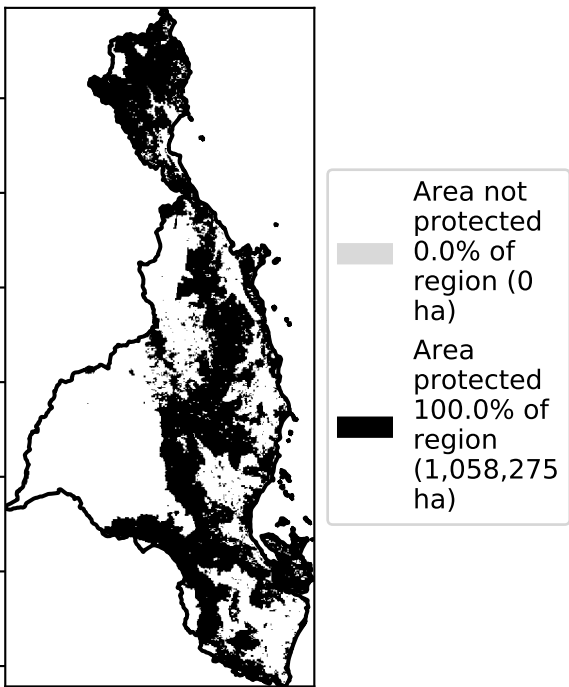 Area not
protected
0.0% of
region (0
ha)
Area
protected
100.0% of
region
(1,058,275
ha)